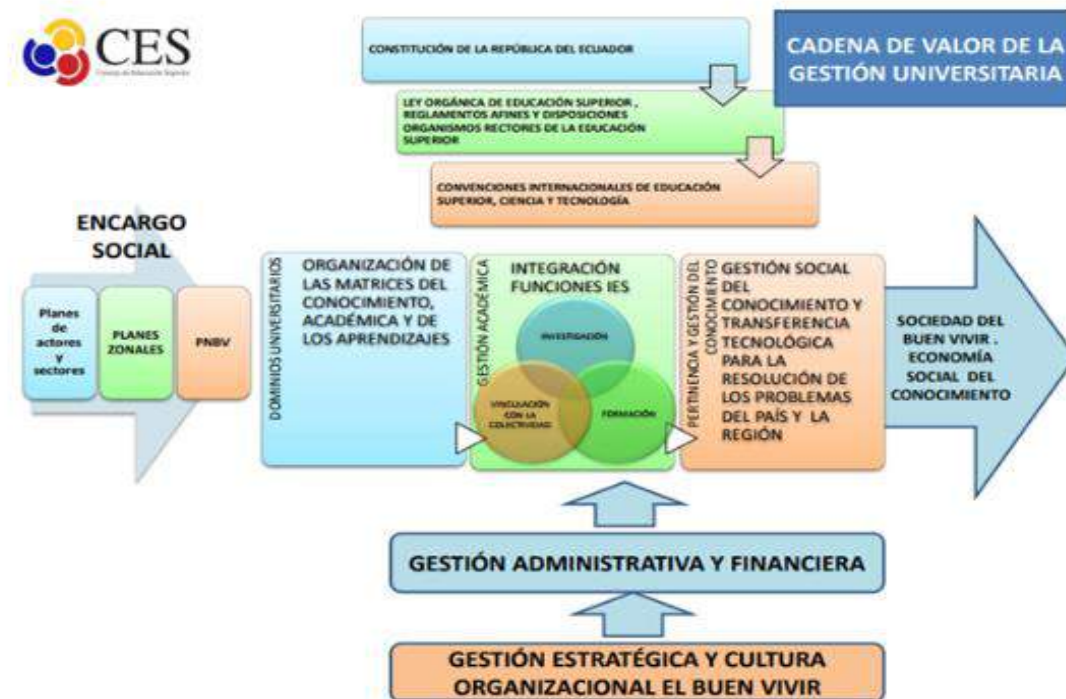 CES
Consejo de Educación Superior
CADENA DE VALOR DE LA
GESTIÓN UNIVERSITARIA
CONSTITUCIÓN DE LA REPÚBLICA DEL ECUADOR
LEY ORGÁNICA DE EDUCACIÓN SUPERIOR ,
REGLAMENTOS AFINES Y DISPOSICIONES
ORGANISMOS RECTORES DE LA EDUCACIÓN
SUPERIOR
CONVENCIONES INTERNACIONALES DE EDUCACIÓN
SUPERIOR, CIENCIA Y TECNOLOGÍA
ENCARGO
SOCIAL
Planes de
actores y
sectores
PLANES
ZONALES
PNBV
DOMINIOS UNIVERSITARIOS
ORGANIZACIÓN DE
LAS MATRICES DEL
CONOCIMIENTO,
ACADÉMICA Y DE
LOS APRENDIZAJES
GESTIÓN ACADÉMICA
INTEGRACIÓN
FUNCIONES IES
INVESTIGACIÓN
VINCULACIÓN
CON LA
COLECTIVIDAD
FORMACIÓN
PERTINENCIA Y GESTIÓN DEL
CONOCIMIENTO
GESTIÓN SOCIAL
DEL
CONOCIMIENTO Y
TRANSFERENCIA
TECNOLÓGICA
PARA LA
RESOLUCIÓN DE
LOS PROBLEMAS
DEL PAÍS Y LA
REGIÓN
SOCIEDAD DEL
BUEN VIVIR .
ECONOMÍA
SOCIAL DEL
CONOCIMIENTO
GESTIÓN ADMINISTRATIVA Y FINANCIERA
GESTIÓN ESTRATÉGICA Y CULTURA
ORGANIZACIONAL EL BUEN VIVIR